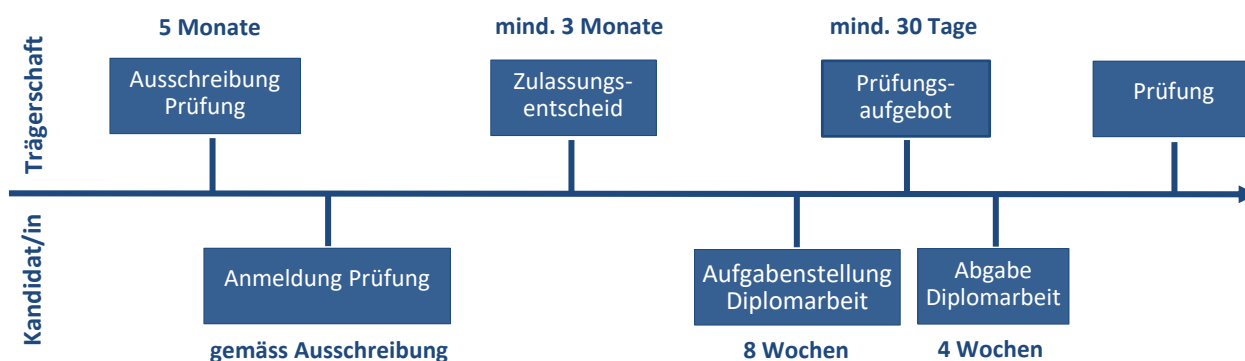 5 Monate
mind. 3 Monate
mind. 30 Tage
Trägerschaft
Ausschreibung
Prüfung
Zulassungs-
entscheid
Prüfungs-
aufgebot
Prüfung
Kandidat/in
Anmeldung Prüfung
Aufgabenstellung
Diplomarbeit
Abgabe
Diplomarbeit
gemäss Ausschreibung
8 Wochen
4 Wochen